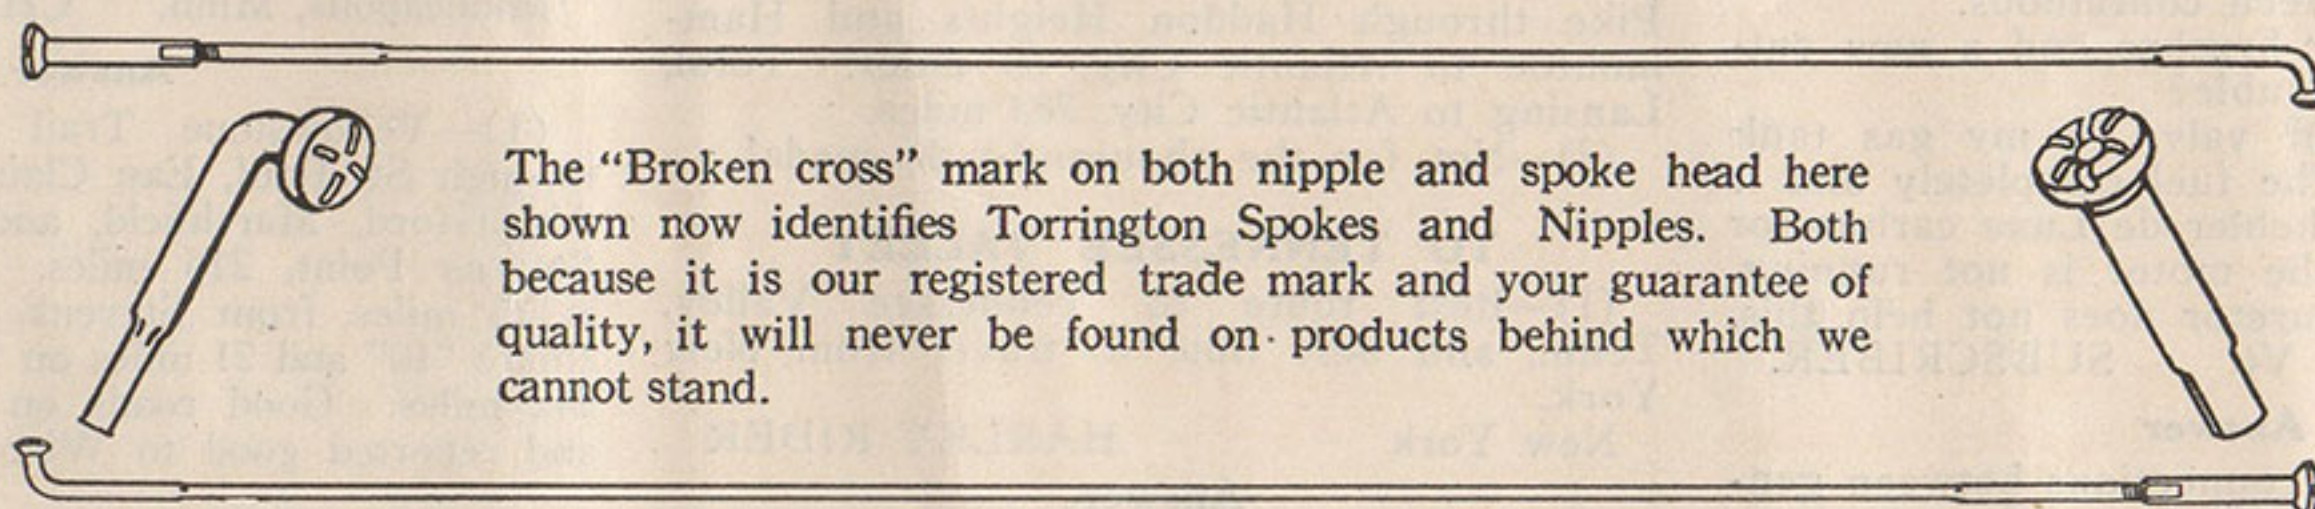 The “Broken cross” mark on both nipple and spoke head here
shown now identifies Torrington Spokes and Nipples. Both
because it is our registered trade mark and your guarantee of
quality, it will never be found on products behind which we
cannot stand.